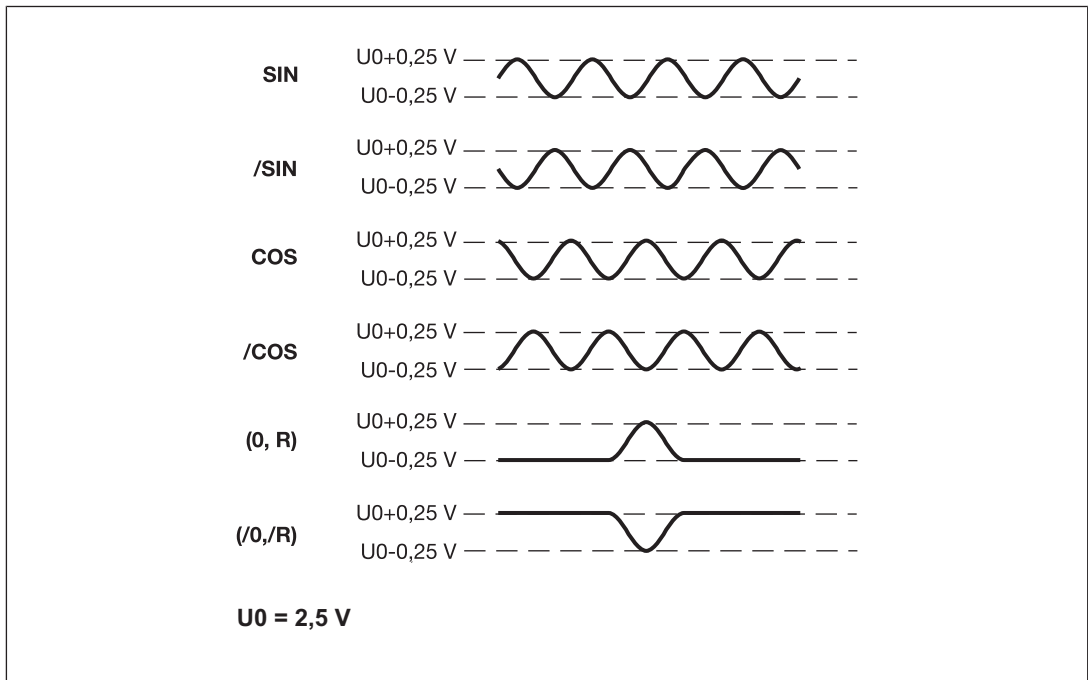 U0+0,25 V
SIN
U0-0,25 V
U0+0,25 V
/SIN
U0-0,25 V
U0+0,25 V
COS
U0-0,25 V
U0+0,25 V
/COS
U0-0,25 V
U0+0,25 V
(0, R)
U0-0,25 V
U0+0,25 V
(/0,/R)
U0-0,25 V
U0 = 2,5 V